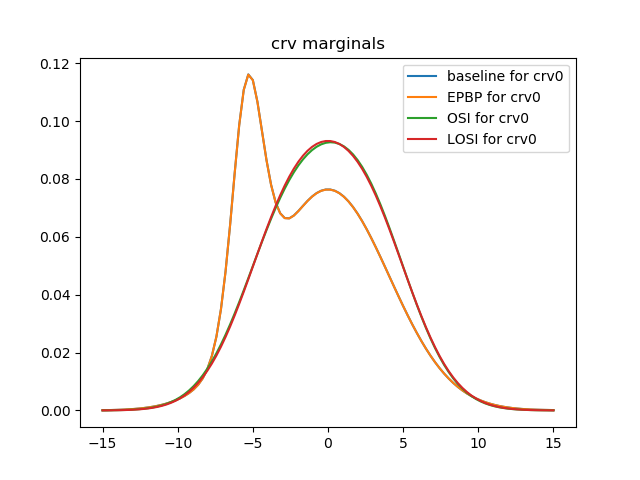 crv marginals
baseline for crv0
EPBP for crv0
OSI for crv0
LOSI for crv0
0.12
0.10
0.08
0.06
0.04
0.02
0.00
−15
−10
−5
0
5
10
15